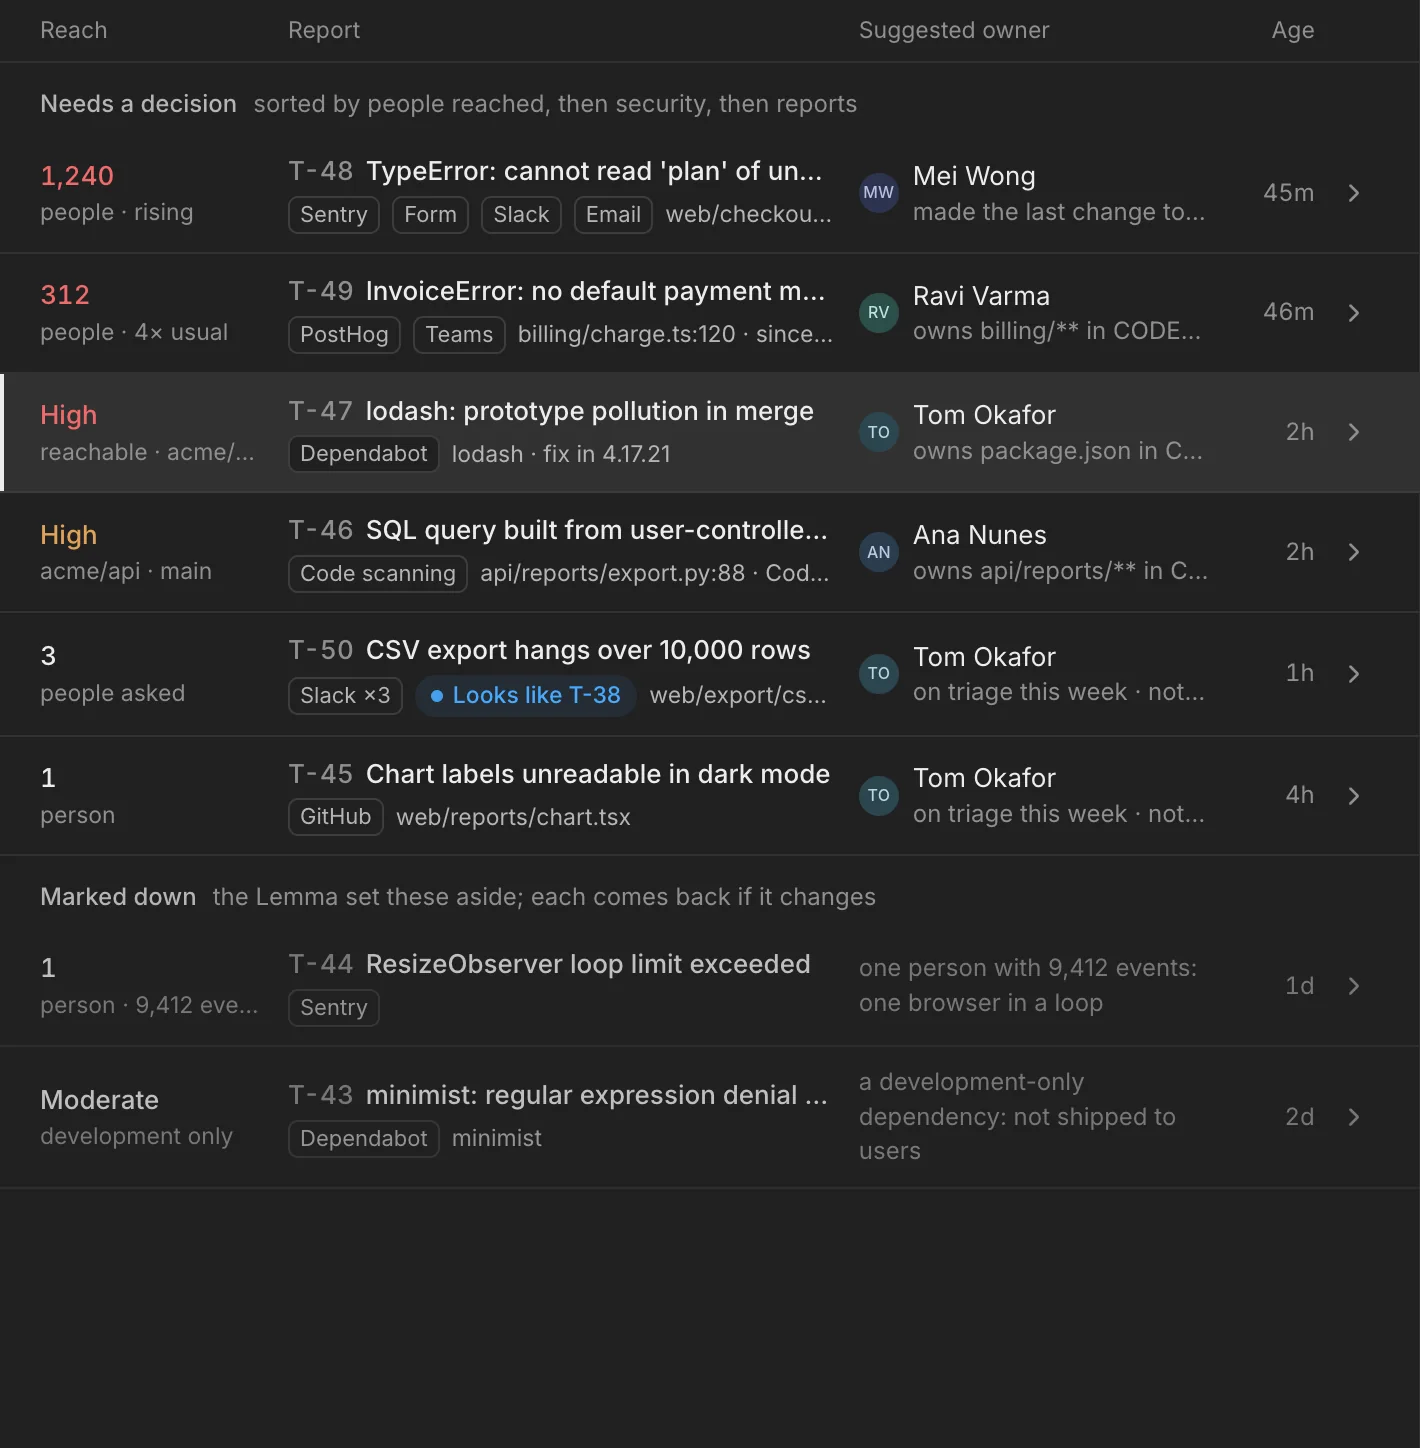 Reach Report Suggested owner Age
Needs a decision sorted by people reached, then security, then reports
1,240
people · rising
T-48 TypeError: cannot read 'plan' of un...
Sentry Form Slack Email web/checkou...
MW
Mei Wong
made the last change to...
45m
312
people · 4× usual
T-49 InvoiceError: no default payment m...
PostHog Teams billing/charge.ts:120 · since...
RV
Ravi Varma
owns billing/** in CODE...
46m
High
reachable · acme/...
T-47 lodash: prototype pollution in merge
Dependabot lodash · fix in 4.17.21
TO
Tom Okafor
owns package.json in C...
2h
High
acme/api · main
T-46 SQL query built from user-controlle...
Code scanning api/reports/export.py:88 · Cod...
AN
Ana Nunes
owns api/reports/** in C...
2h
3
people asked
T-50 CSV export hangs over 10,000 rows
Slack ×3 Looks like T-38 web/export/cs...
TO
Tom Okafor
on triage this week · not...
1h
1
person
T-45 Chart labels unreadable in dark mode
GitHub web/reports/chart.tsx
TO
Tom Okafor
on triage this week · not...
4h
Marked down the Lemma set these aside; each comes back if it changes
1
person · 9,412 eve...
T-44 ResizeObserver loop limit exceeded
Sentry
one person with 9,412 events:
one browser in a loop
1d
Moderate
development only
T-43 minimist: regular expression denial ...
Dependabot minimist
a development-only
dependency: not shipped to
users
2d